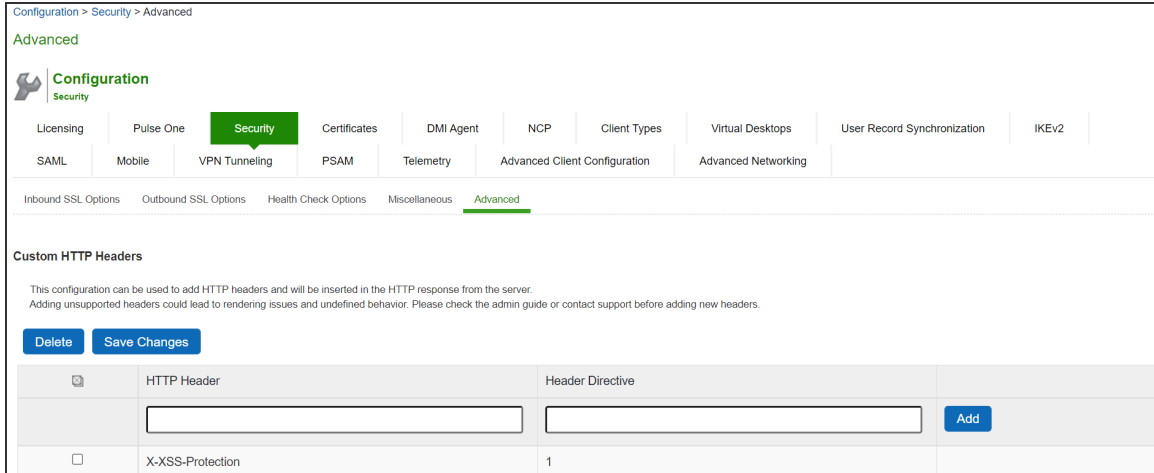 Configuration > Security > Advanced
Advanced
Configuration
Security
Licensing Pulse One Security Certificates DMI Agent NCP Client Types Virtual Desktops User Record Synchronization IKEv2
SAML Mobile VPN Tunneling PSAM Telemetry Advanced Client Configuration Advanced Networking
Inbound SSL Options Outbound SSL Options Health Check Options Miscellaneous Advanced
Custom HTTP Headers
This configuration can be used to add HTTP headers and will be inserted in the HTTP response from the server.
Adding unsupported headers could lead to rendering issues and undefined behavior. Please check the admin guide or contact support before adding new headers.
Delete Save Changes
HTTP Header Header Directive
Add
X-XSS-Protection 1